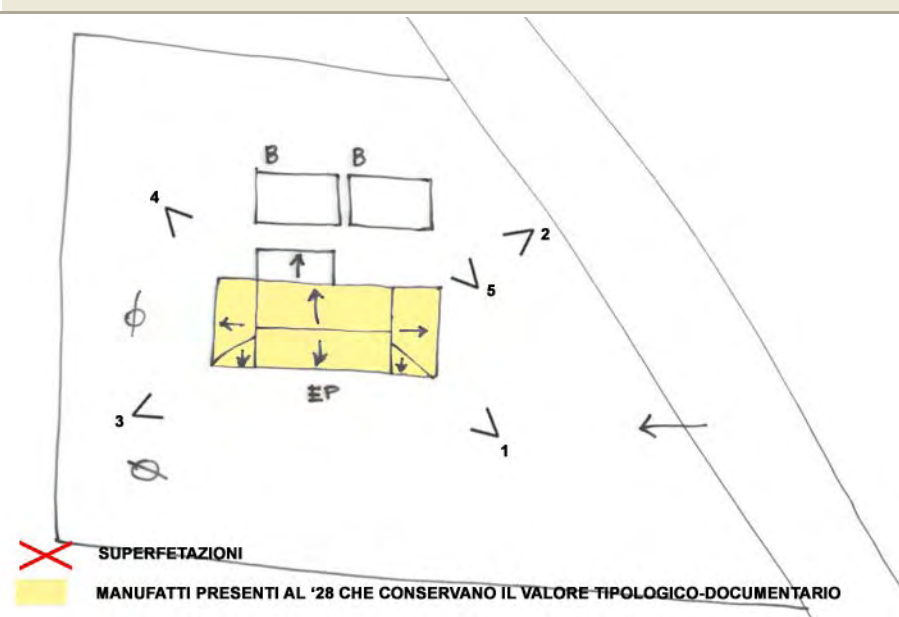 B B
4
2
5
EP
3
1
SUPERFETAZIONI
MANUFATTI PRESENTI AL ‘28 CHE CONSERVANO IL VALORE TIPOLOGICO-DOCUMENTARIO